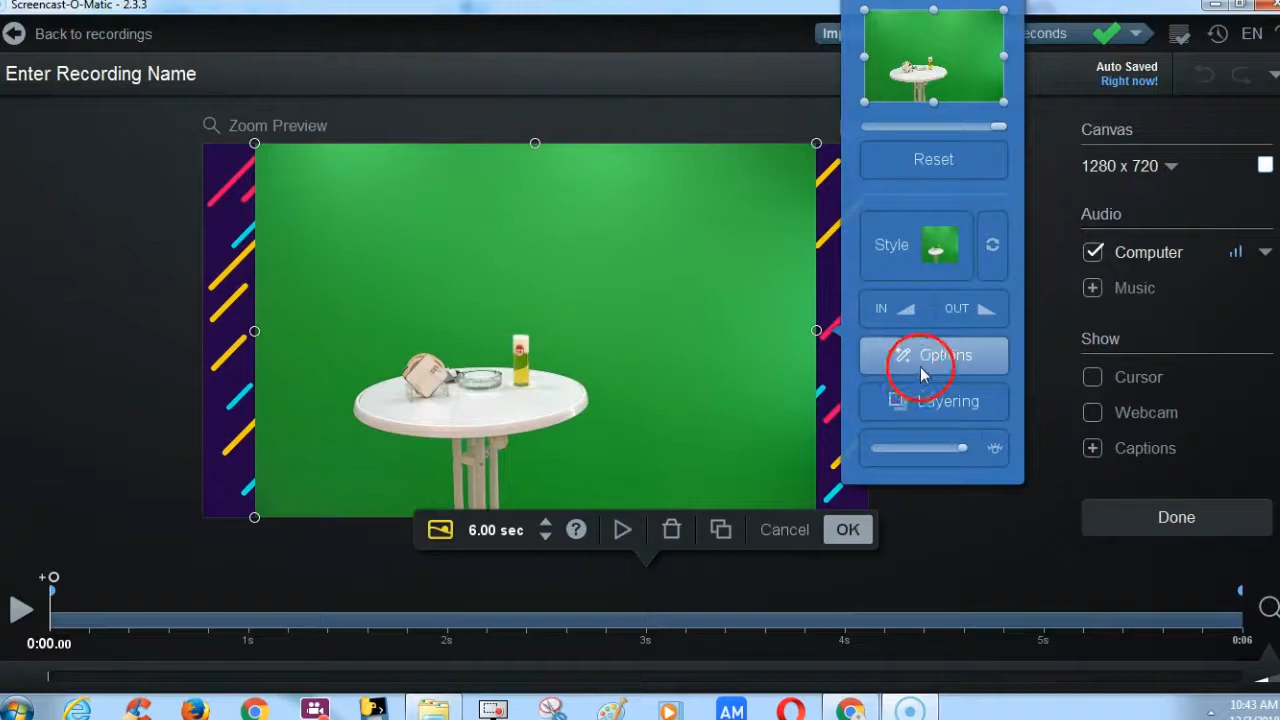 Screencast-O-Matic - 2.3.3
Back to recordings
EN
Enter Recording Name
Auto Saved
Right now!
Zoom Preview
Canvas
1280 x 720
Reset
Audio
Style
Computer
Music
IN
OUT
Show
Options
Cursor
Layering
Webcam
Captions
6.00 sec
?
Cancel
OK
Done
0:00.00
1s
2s
3s
4s
5s
0:06
AM
10:43 AM